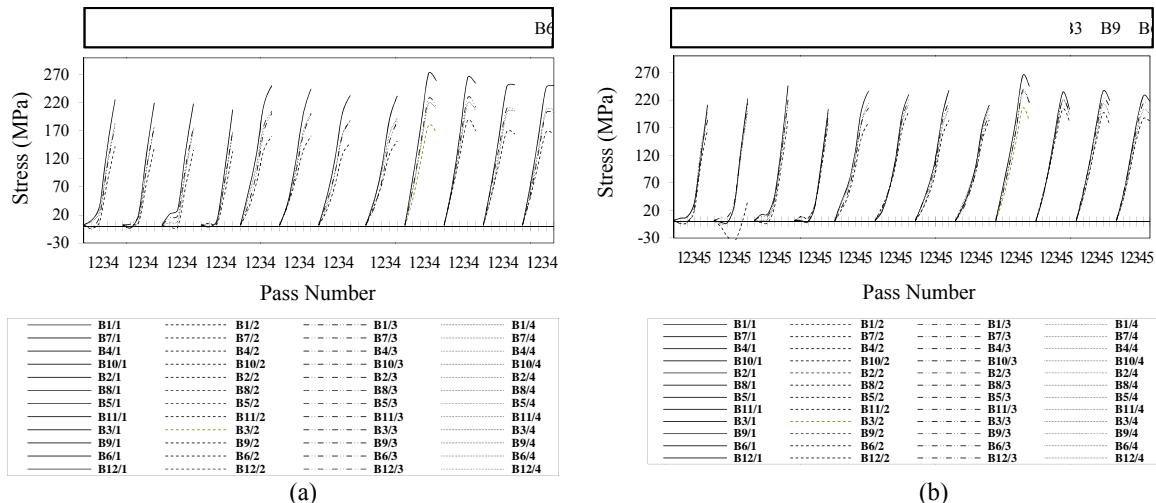 B6
270
220
170
120
70
20
-30
Stress (MPa)
1234 1234 1234 1234 1234 1234 1234 1234 1234 1234 1234 1234
Pass Number
B1/1 B1/2 B1/3 B1/4
B7/1 B7/2 B7/3 B7/4
B4/1 B4/2 B4/3 B4/4
B10/1 B10/2 B10/3 B10/4
B2/1 B2/2 B2/3 B2/4
B8/1 B8/2 B8/3 B8/4
B5/1 B5/2 B5/3 B5/4
B11/1 B11/2 B11/3 B11/4
B3/1 B3/2 B3/3 B3/4
B9/1 B9/2 B9/3 B9/4
B6/1 B6/2 B6/3 B6/4
B12/1 B12/2 B12/3 B12/4
(a)
B9
270
220
170
120
70
20
-30
Stress (MPa)
12345 12345 12345 12345 12345 12345 12345 12345 12345 12345 12345 12345
Pass Number
B1/1 B1/2 B1/3 B1/4
B7/1 B7/2 B7/3 B7/4
B4/1 B4/2 B4/3 B4/4
B10/1 B10/2 B10/3 B10/4
B2/1 B2/2 B2/3 B2/4
B8/1 B8/2 B8/3 B8/4
B5/1 B5/2 B5/3 B5/4
B11/1 B11/2 B11/3 B11/4
B3/1 B3/2 B3/3 B3/4
B9/1 B9/2 B9/3 B9/4
B6/1 B6/2 B6/3 B6/4
B12/1 B12/2 B12/3 B12/4
(b)